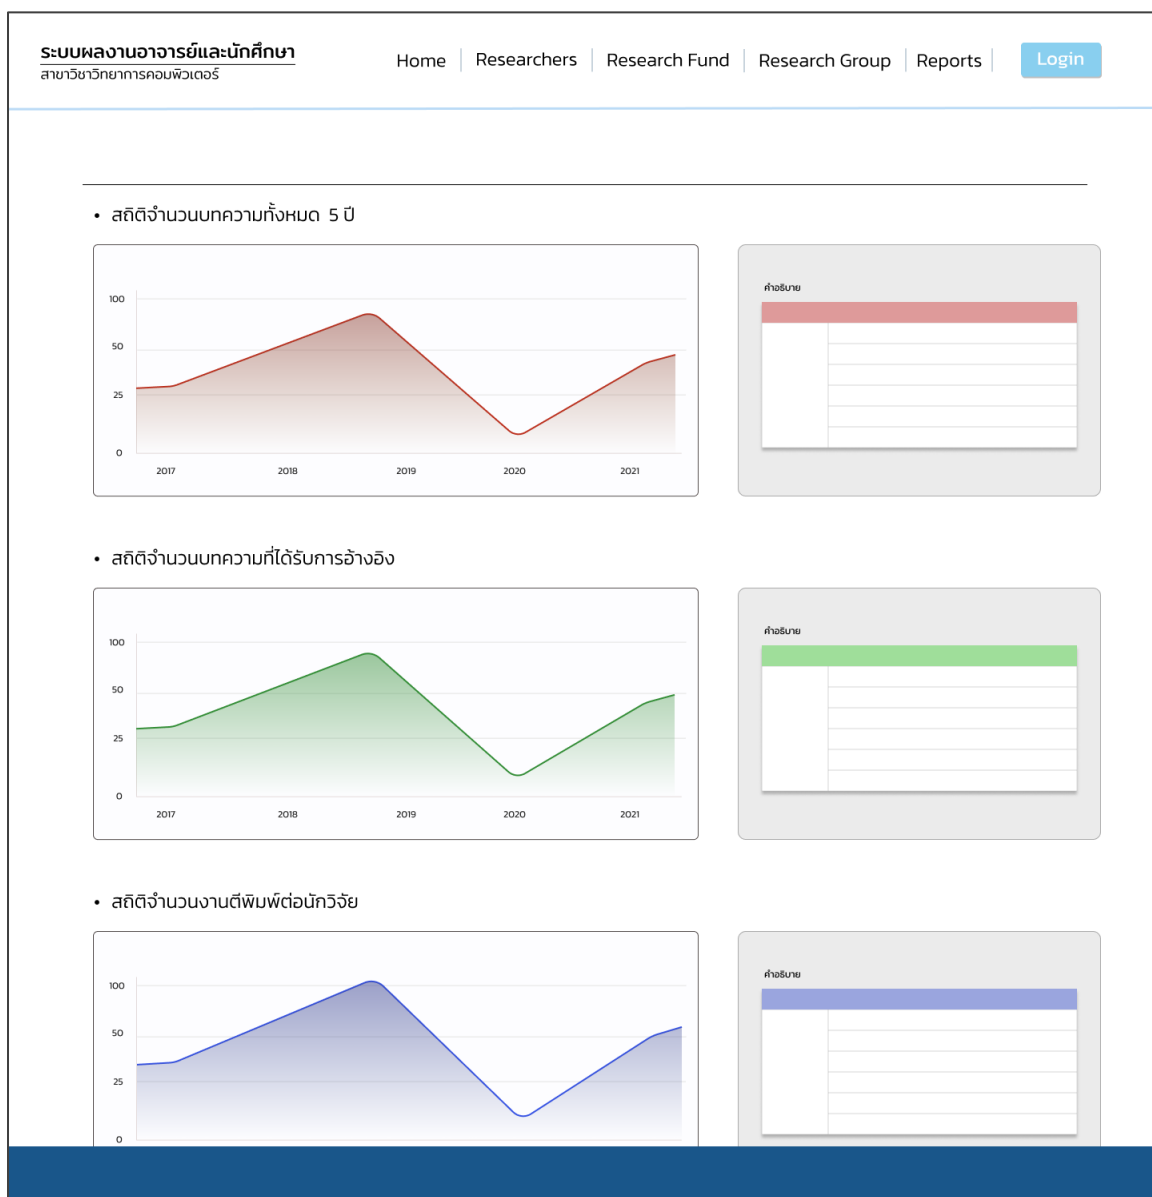 ระบบผลงานอาจารย์และนักศึกษา
สาขาวิชาวิทยาการคอมพิวเตอร์
Home Researchers Research Fund Research Group Reports Login
• สถิติจำนวนบทความทั้งหมด 5 ปี
100
50
25
0
2017 2018 2019 2020 2021
คำอธิบาย
• สถิติจำนวนบทความที่ได้รับการอ้างอิง
100
50
25
0
2017 2018 2019 2020 2021
คำอธิบาย
• สถิติจำนวนงานตีพิมพ์ต่อนักวิจัย
100
50
25
0
คำอธิบาย